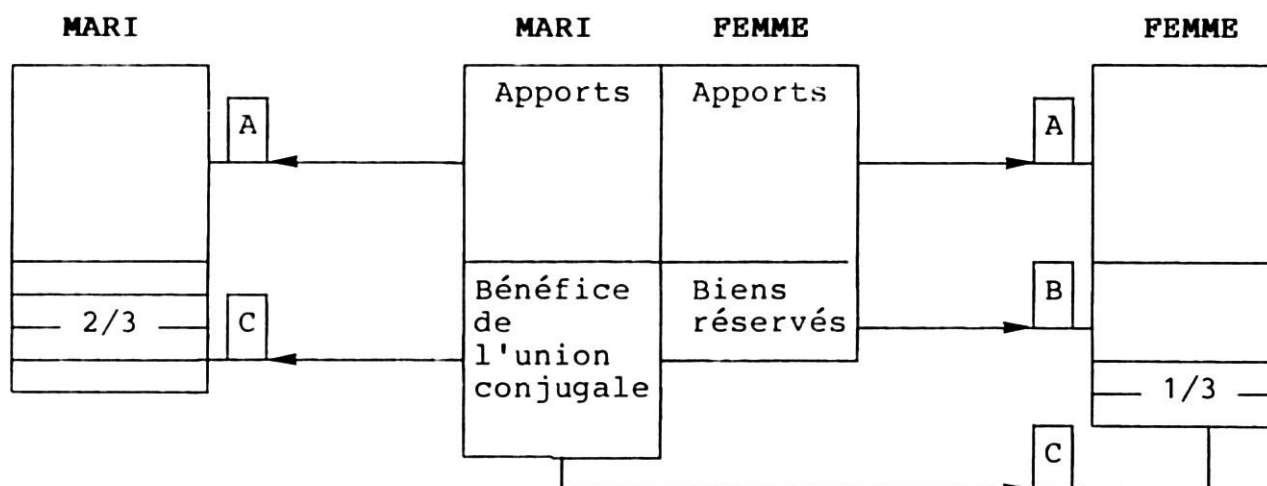 MARI MARI FEMME FEMME
Apports Apports
A A
Bénéfice
de
l'union
conjugale
Biens
réservés
B
2/3 C
1/3
C